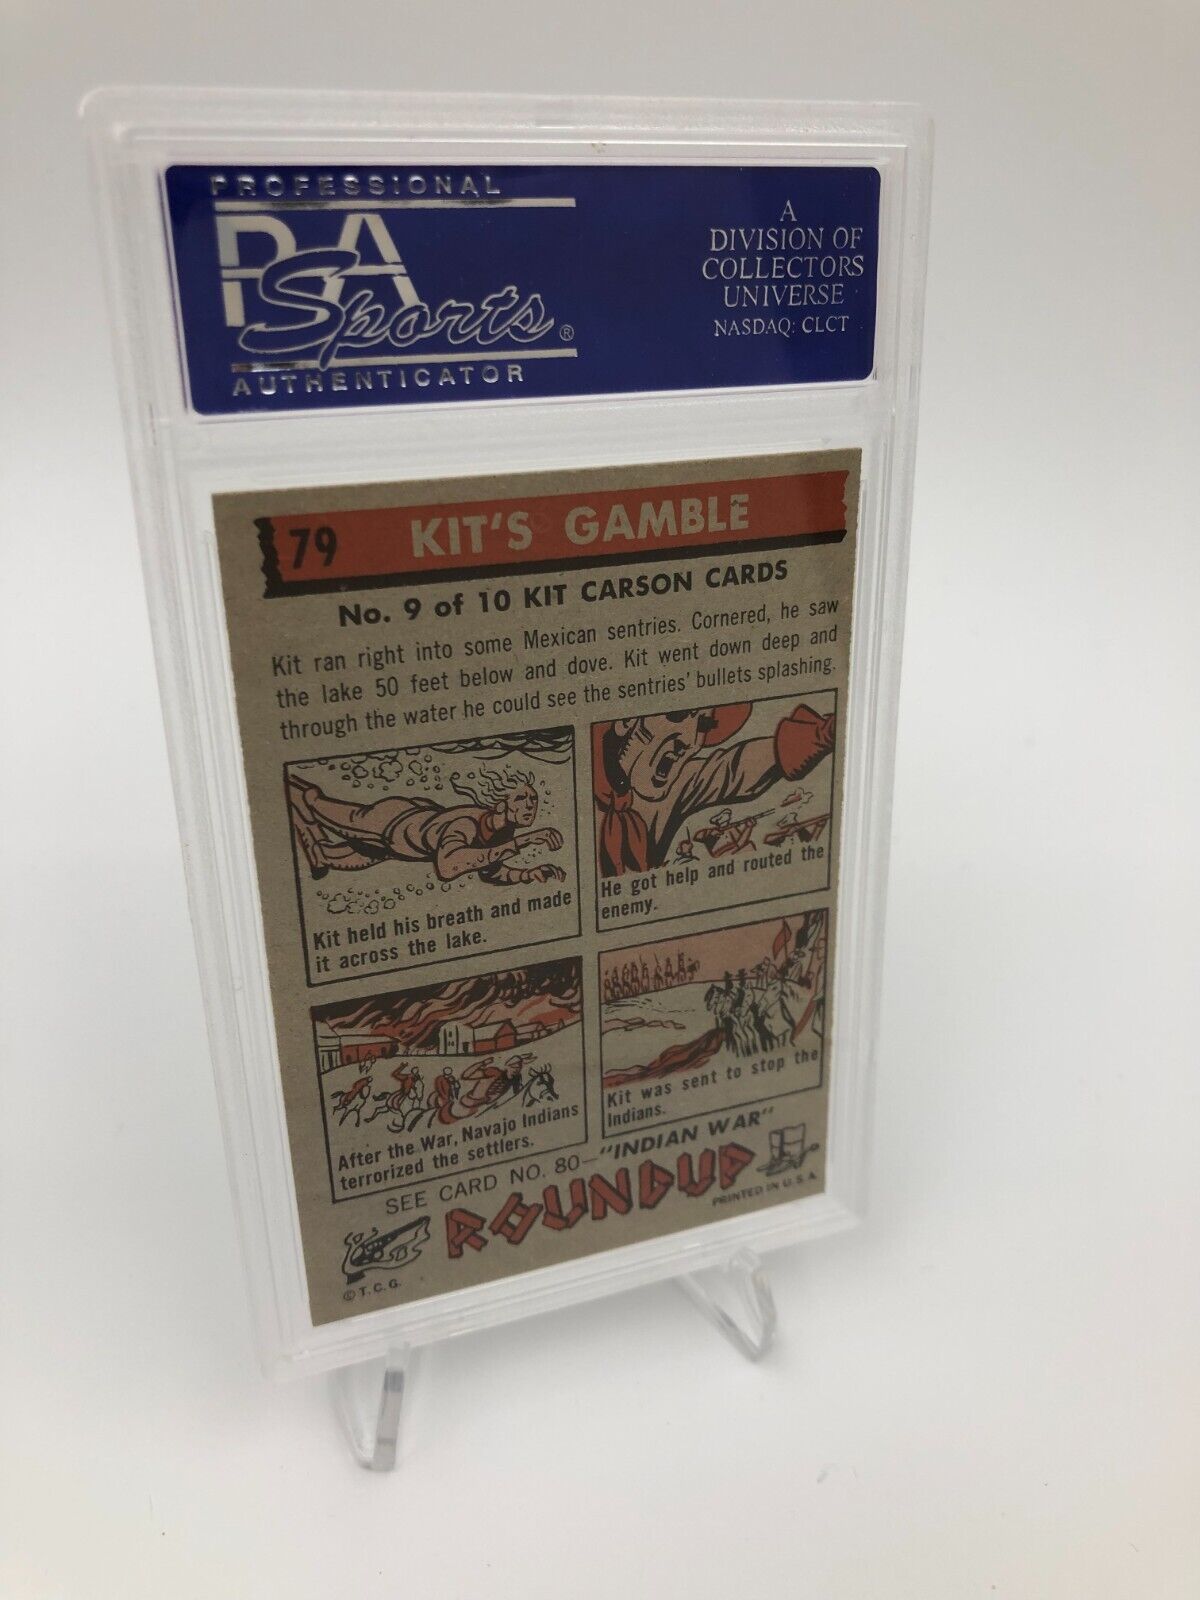 PROFESSIONAL
PSA
Sports®
AUTHENTICATOR
A
DIVISION OF
COLLECTORS
UNIVERSE
NASDAQ: CLCT
79 KIT'S GAMBLE
No. 9 of 10 KIT CARSON CARDS
Kit ran right into some Mexican sentries. Cornered, he saw
the lake 50 feet below and dove. Kit went down deep and
through the water he could see the sentries' bullets splashing.
Kit held his breath and made
it across the lake.
He got help and routed the
enemy.
After the War, Navajo Indians
terrorized the settlers.
Kit was sent to stop the
Indians.
SEE CARD NO. 80—"INDIAN WAR"
ROUNDUP
© T.C.G.
PRINTED IN U.S.A.